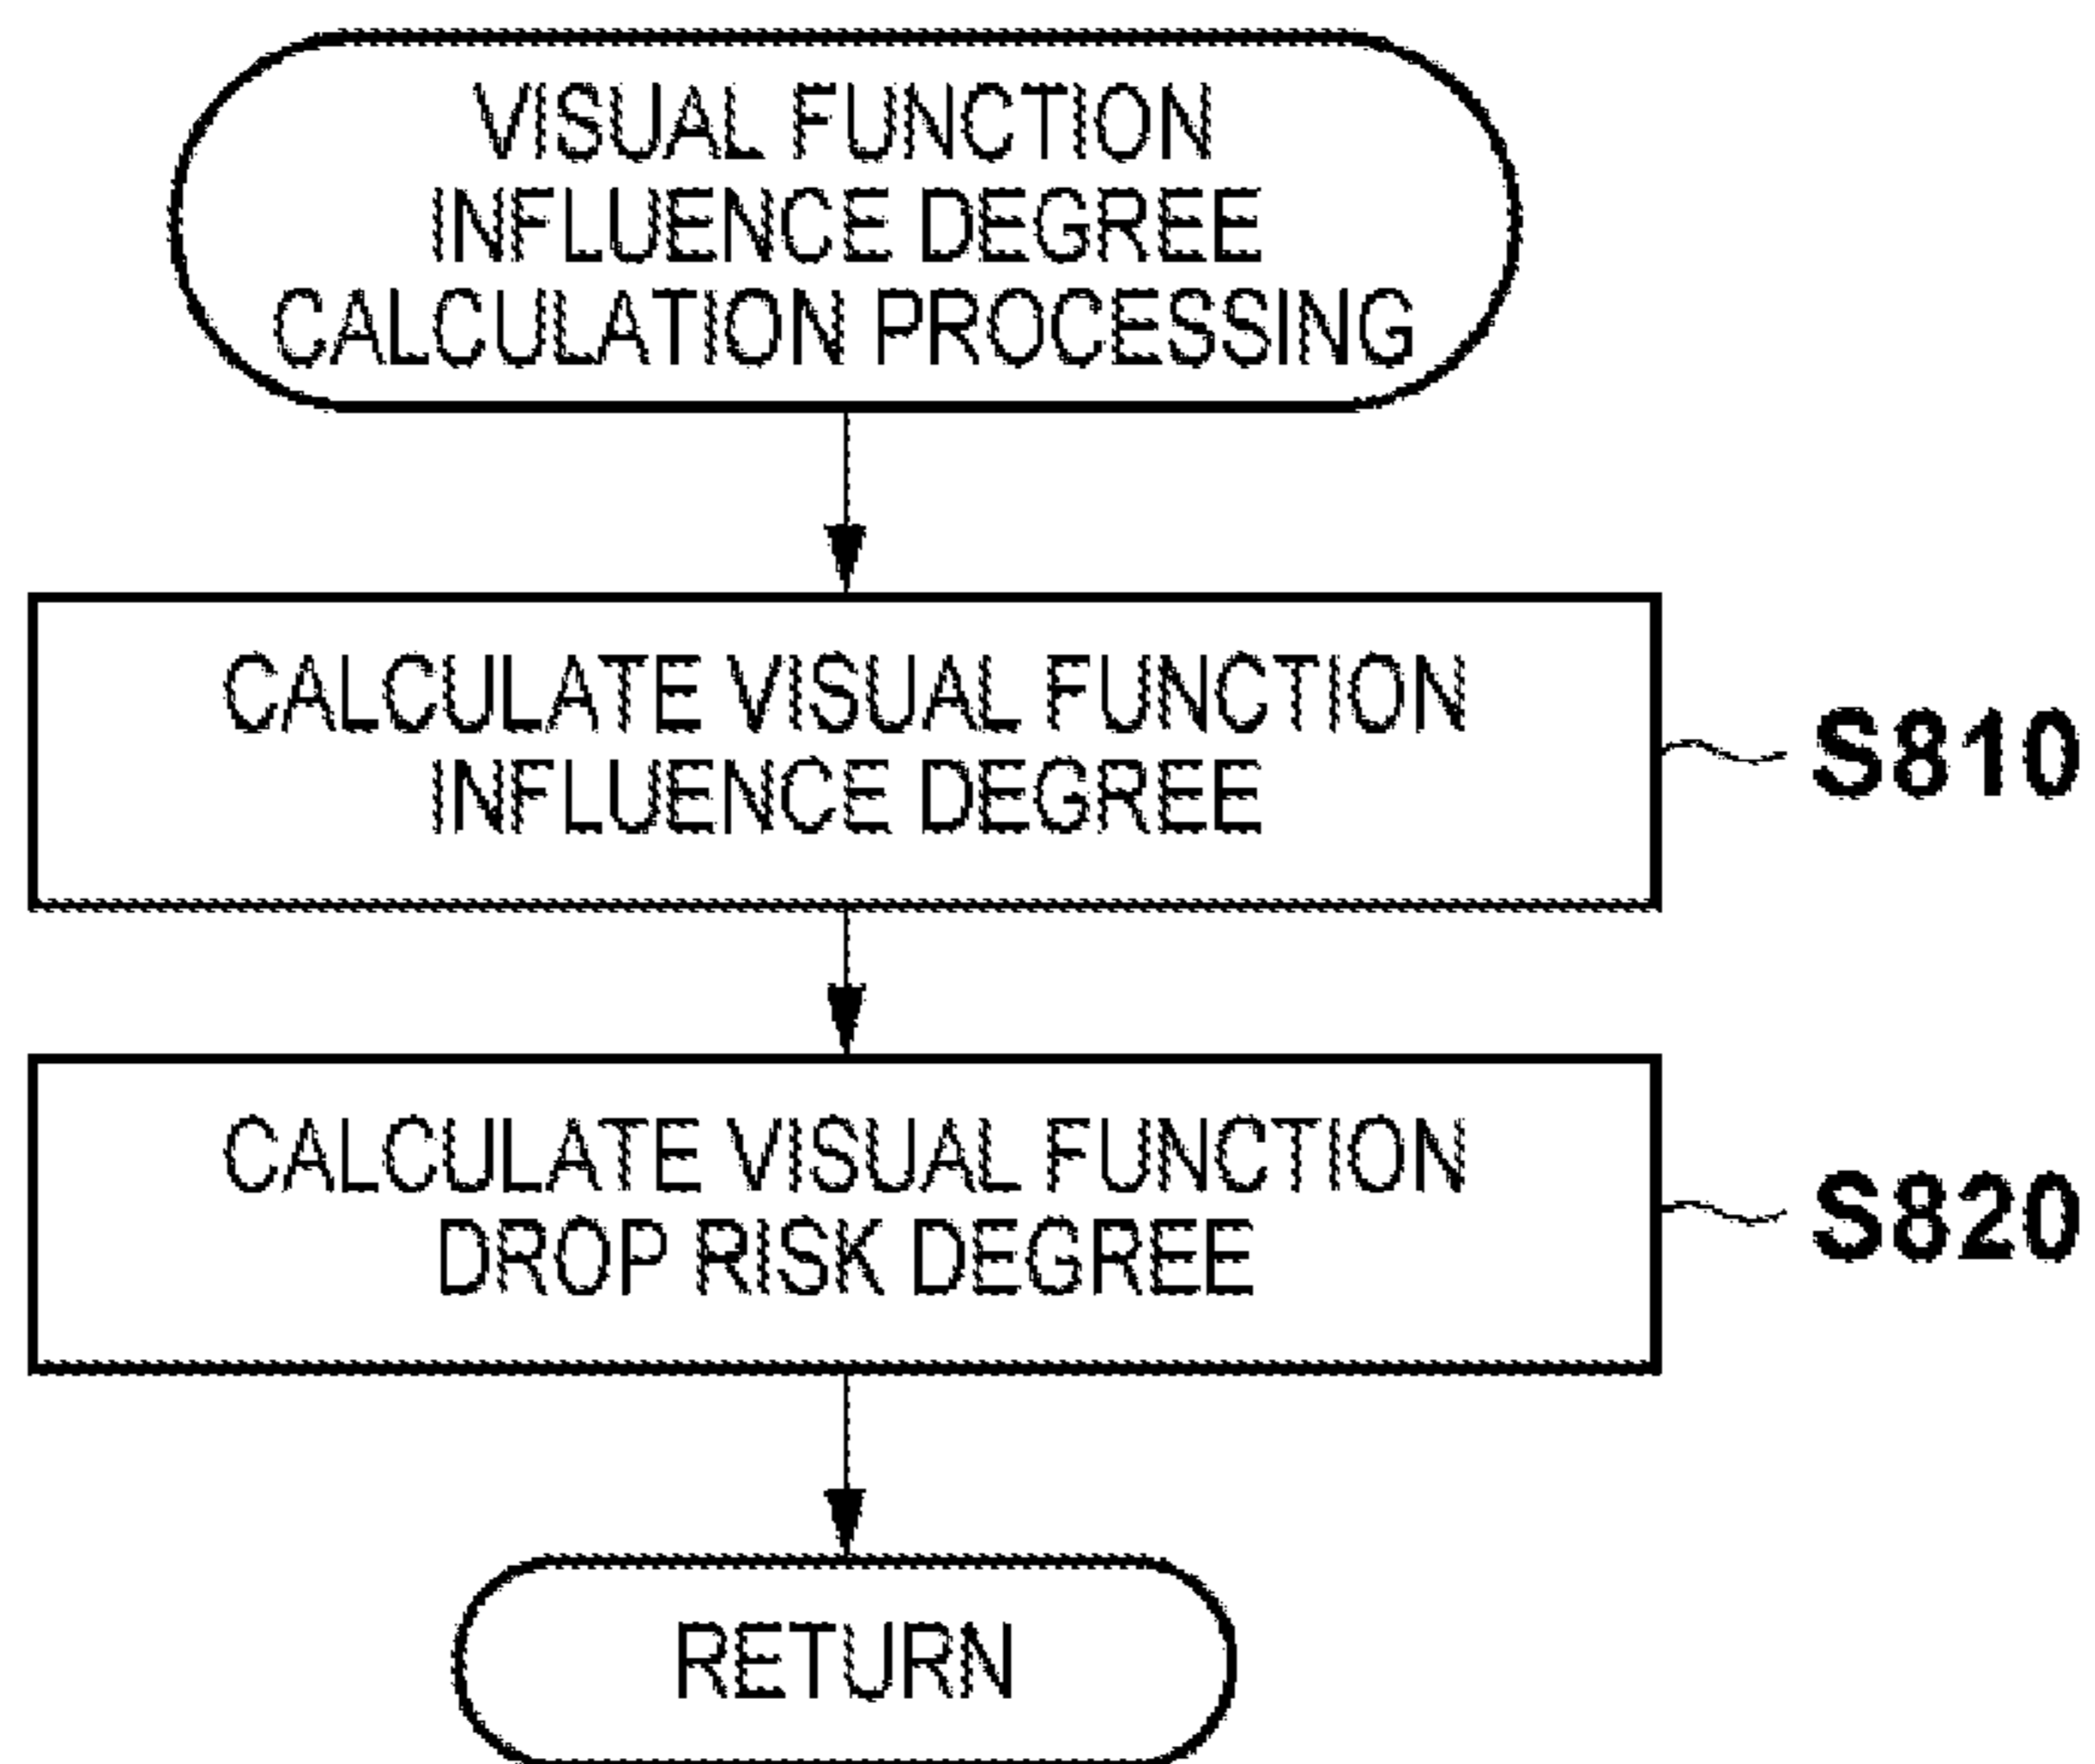 VISUAL FUNCTION
INFLUENCE DEGREE
CALCULATION PROCESSING
CALCULATE VISUAL FUNCTION
INFLUENCE DEGREE
S810
CALCULATE VISUAL FUNCTION
DROP RISK DEGREE
S820
RETURN